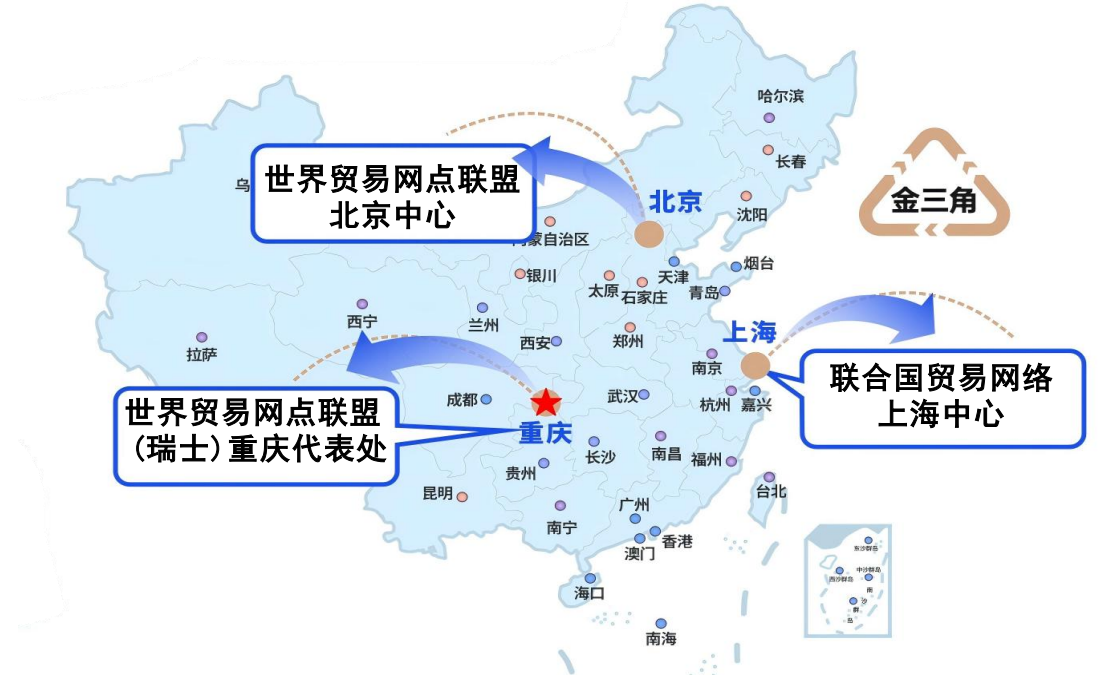 哈尔滨
长春
世界贸易网点联盟
北京中心
乌
北京
沈阳
金三角
蒙自治区
天津
烟台
银川
太原
石家庄
青岛
西宁
兰州
上海
拉萨
西安
郑州
南京
联合国贸易网络
上海中心
世界贸易网点联盟
(瑞士)重庆代表处
成都
武汉
杭州
嘉兴
重庆
长沙
南昌
福州
贵州
昆明
台北
广州
南宁
香港
澳门
东沙群岛
中沙群岛
西沙群岛
南
沙
群
岛
海口
南海